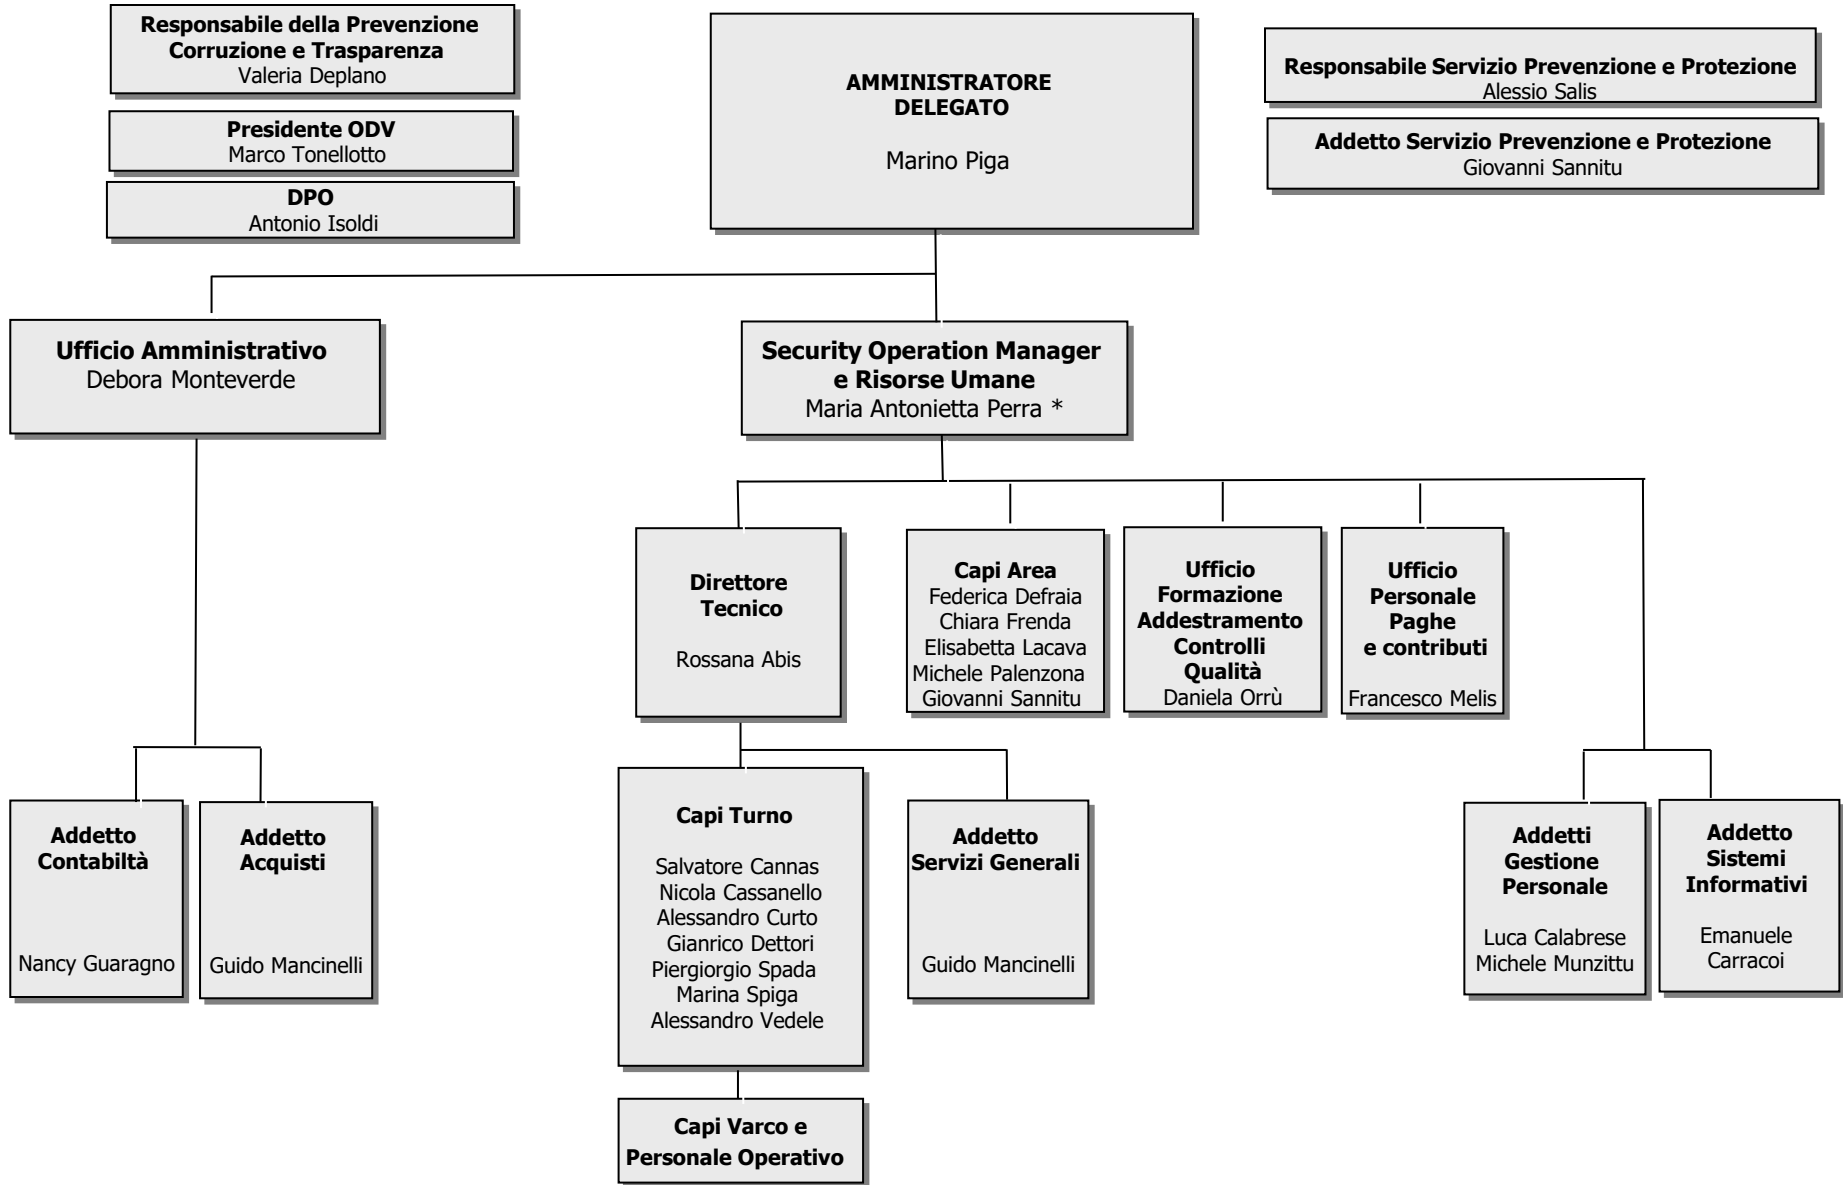 Responsabile della Prevenzione
Corruzione e Trasparenza
Valeria Deplano
Presidente ODV
Marco Tonellotto
DPO
Antonio Isoldi
AMMINISTRATORE
DELEGATO
Marino Piga
Responsabile Servizio Prevenzione e Protezione
Alessio Salis
Addetto Servizio Prevenzione e Protezione
Giovanni Sannitu
Ufficio Amministrativo
Debora Monteverde
Security Operation Manager
e Risorse Umane
Maria Antonietta Perra *
Direttore
Tecnico
Rossana Abis
Capi Area
Federica Defraia
Chiara Frenda
Elisabetta Lacava
Michele Palenzona
Giovanni Sannitu
Ufficio
Formazione
Addestramento
Controlli
Qualità
Daniela Orrù
Ufficio
Personale
Paghe
e contributi
Francesco Melis
Addetto
Contabiltà
Nancy Guaragno
Addetto
Acquisti
Guido Mancinelli
Capi Turno
Salvatore Cannas
Nicola Cassanello
Alessandro Curto
Gianrico Dettori
Piergiorgio Spada
Marina Spiga
Alessandro Vedele
Addetto
Servizi Generali
Guido Mancinelli
Addetti
Gestione
Personale
Luca Calabrese
Michele Munzittu
Addetto
Sistemi
Informativi
Emanuele
Carracoi
Capi Varco e
Personale Operativo